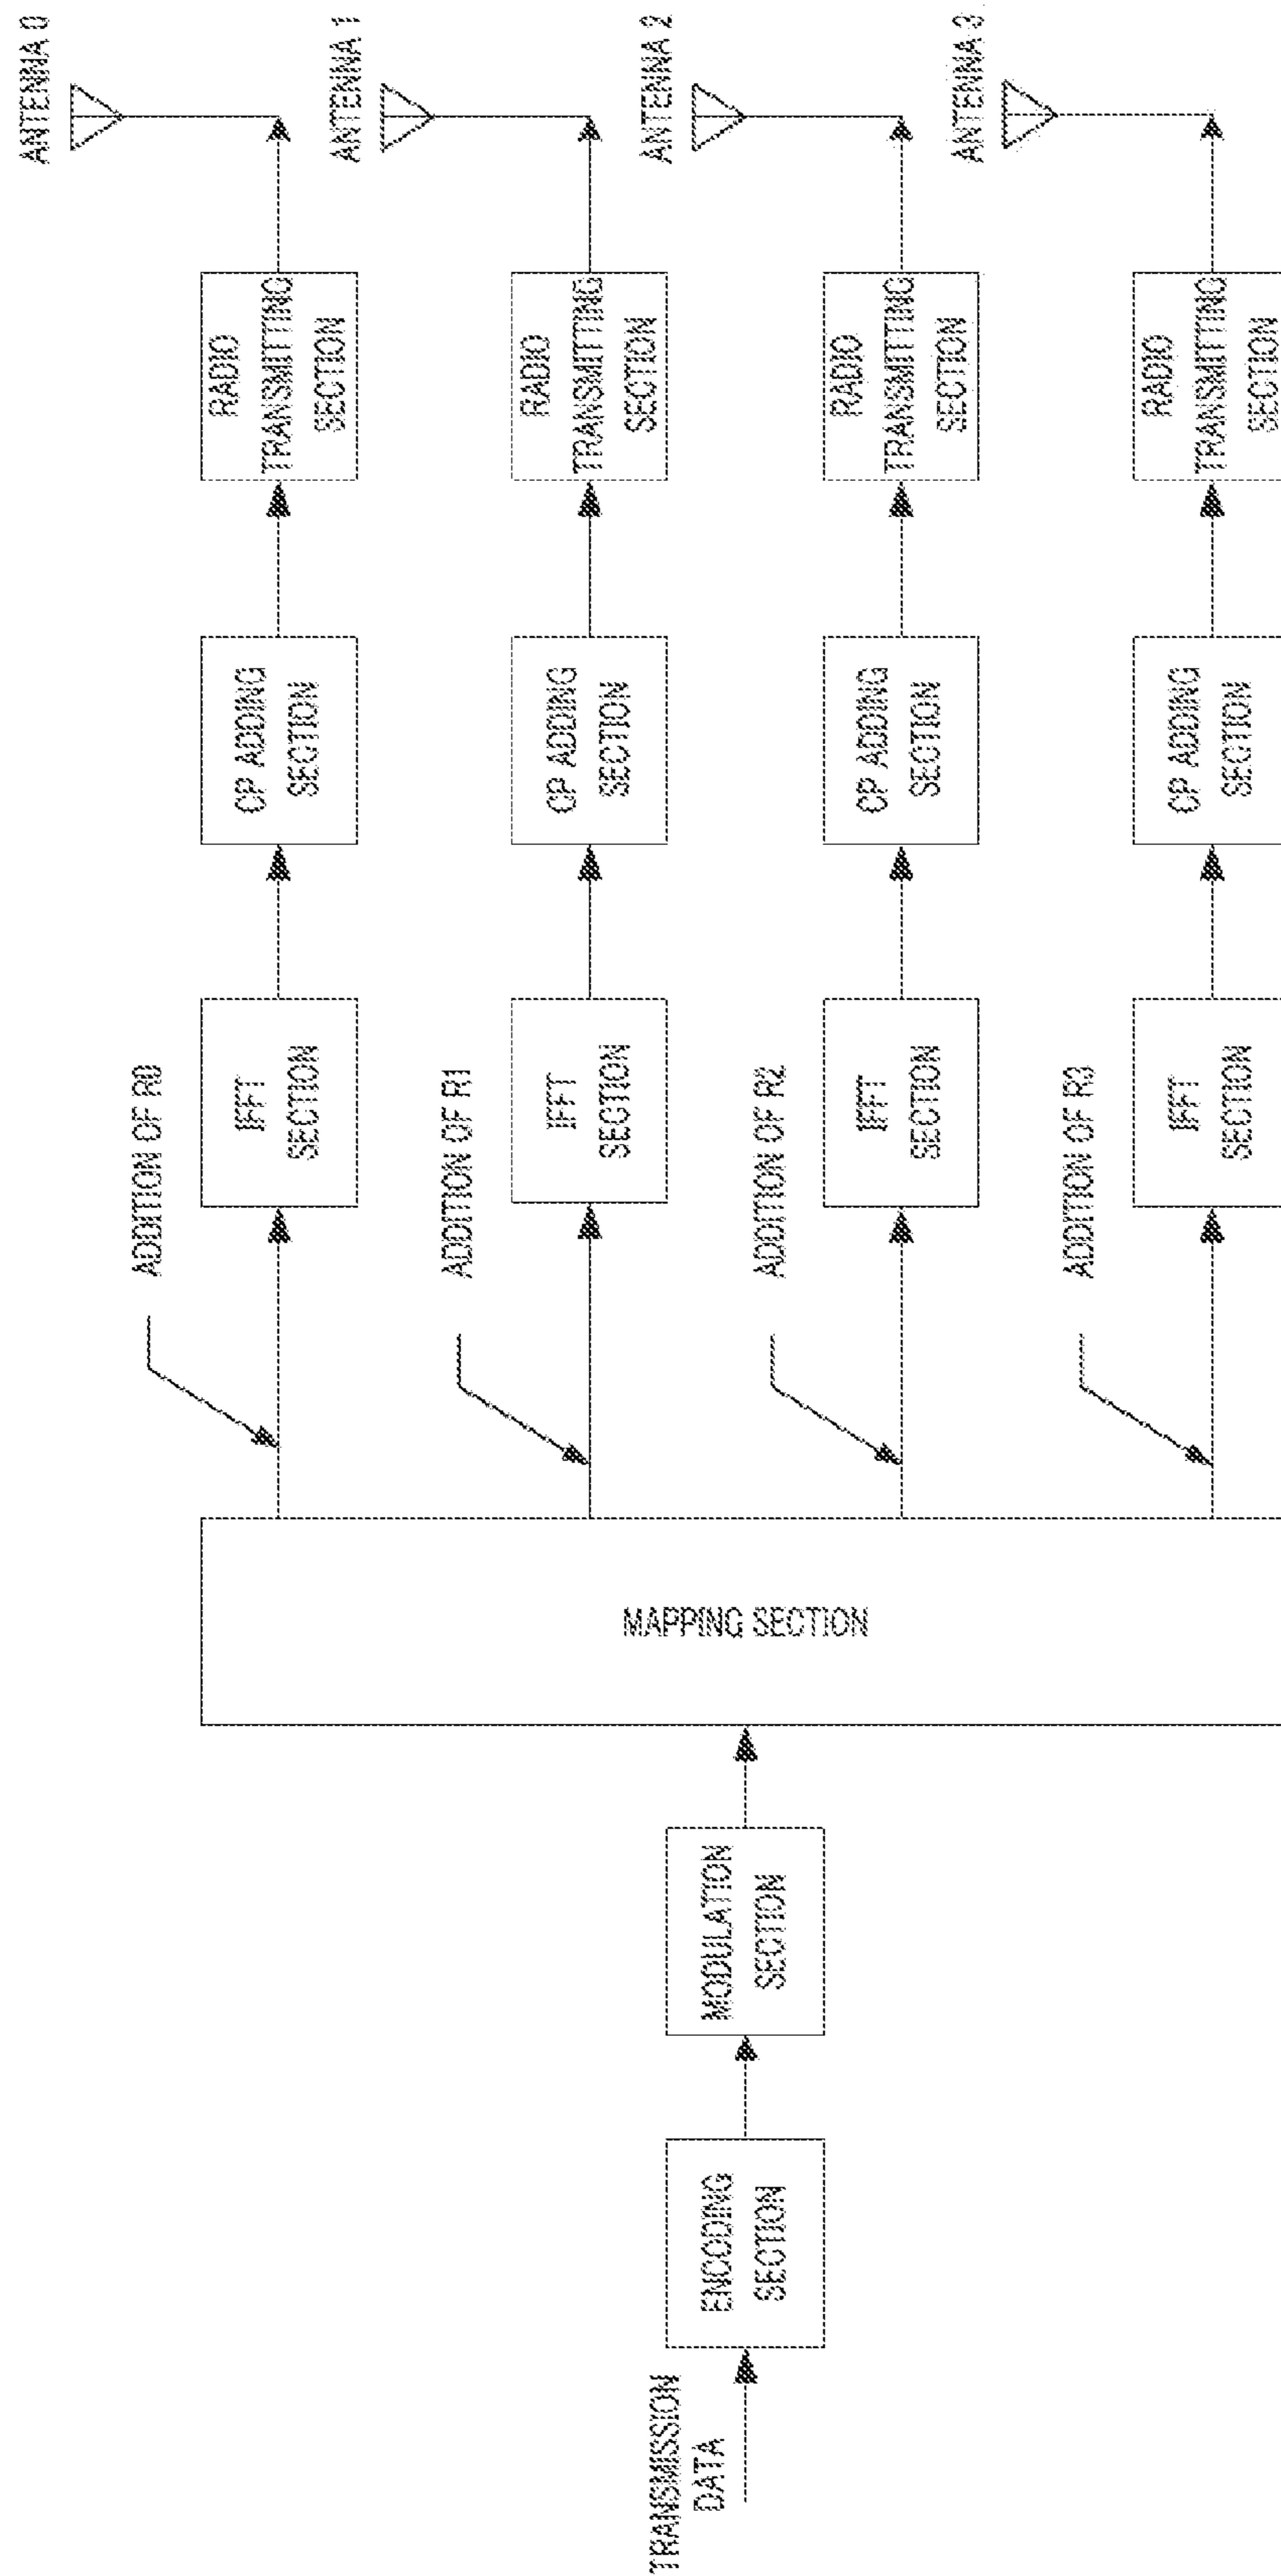 TRANSMISSION
DATA
ENCODING
SECTION
MODULATION
SECTION
MAPPING SECTION
ADDITION OF R0
IFFT
SECTION
CP ADDING
SECTION
RADIO
TRANSMITTING
SECTION
ANTENNA 0
ADDITION OF R1
IFFT
SECTION
CP ADDING
SECTION
RADIO
TRANSMITTING
SECTION
ANTENNA 1
ADDITION OF R2
IFFT
SECTION
CP ADDING
SECTION
RADIO
TRANSMITTING
SECTION
ANTENNA 2
ADDITION OF R3
IFFT
SECTION
CP ADDING
SECTION
RADIO
TRANSMITTING
SECTION
ANTENNA 3